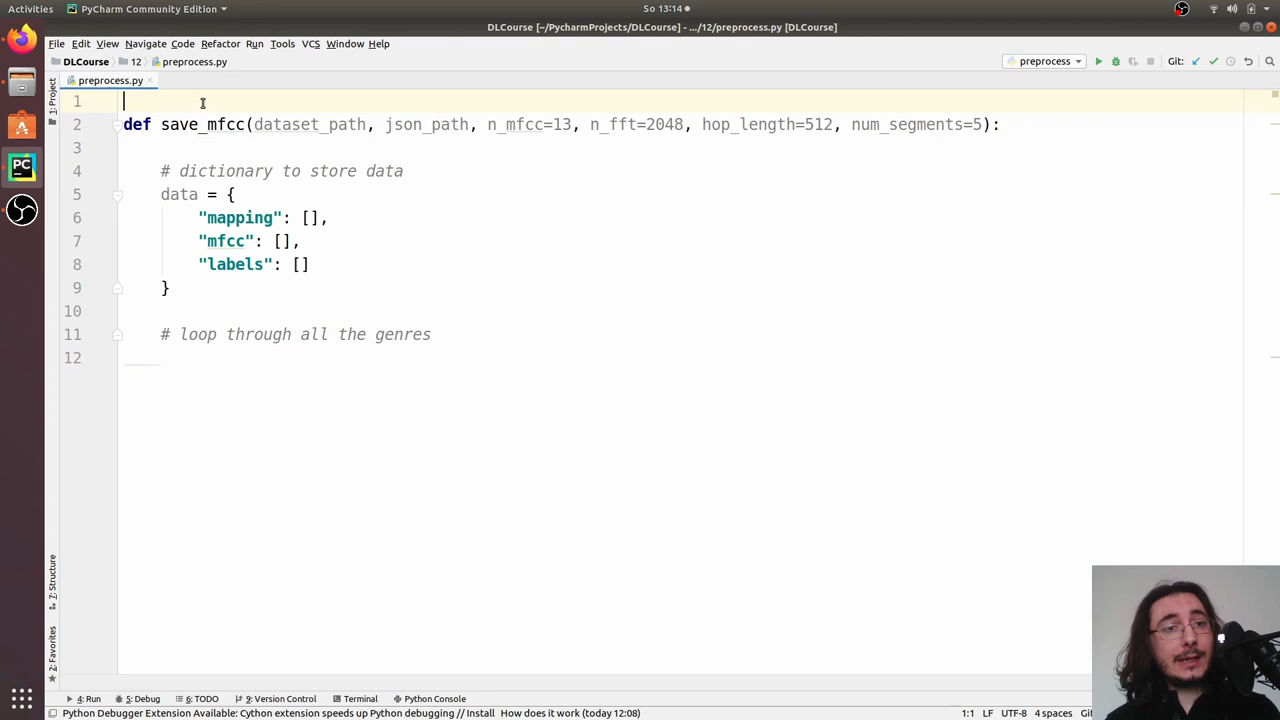 Activities PyCharm Community Edition So 13:14
DLCourse [~/PycharmProjects/DLCourse] - .../12/preprocess.py [DLCourse]
File Edit View Navigate Code Refactor Run Tools VCS Window Help
DLCourse 12 preprocess.py preprocess Git:
preprocess.py
1: Project
1
2 def save_mfcc(dataset_path, json_path, n_mfcc=13, n_fft=2048, hop_length=512, num_segments=5):
3
4 # dictionary to store data
5 data = {
6 "mapping": [],
7 "mfcc": [],
8 "labels": []
9 }
10
11 # loop through all the genres
12
7: Structure
2: Favorites
4: Run 5: Debug 6: TODO 9: Version Control Terminal Python Console
Python Debugger Extension Available: Cython extension speeds up Python debugging // Install How does it work (today 12:08) 1:1 LF UTF-8 4 spaces Git